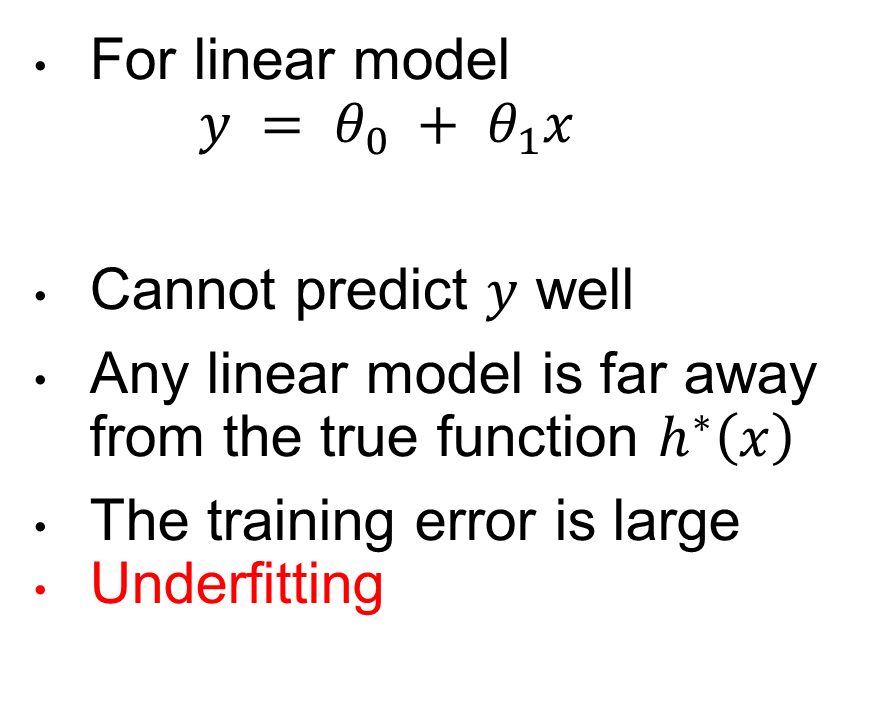 • For linear model
y = θ₀ + θ₁x
• Cannot predict y well
• Any linear model is far away
from the true function h*(x)
• The training error is large
• Underfitting